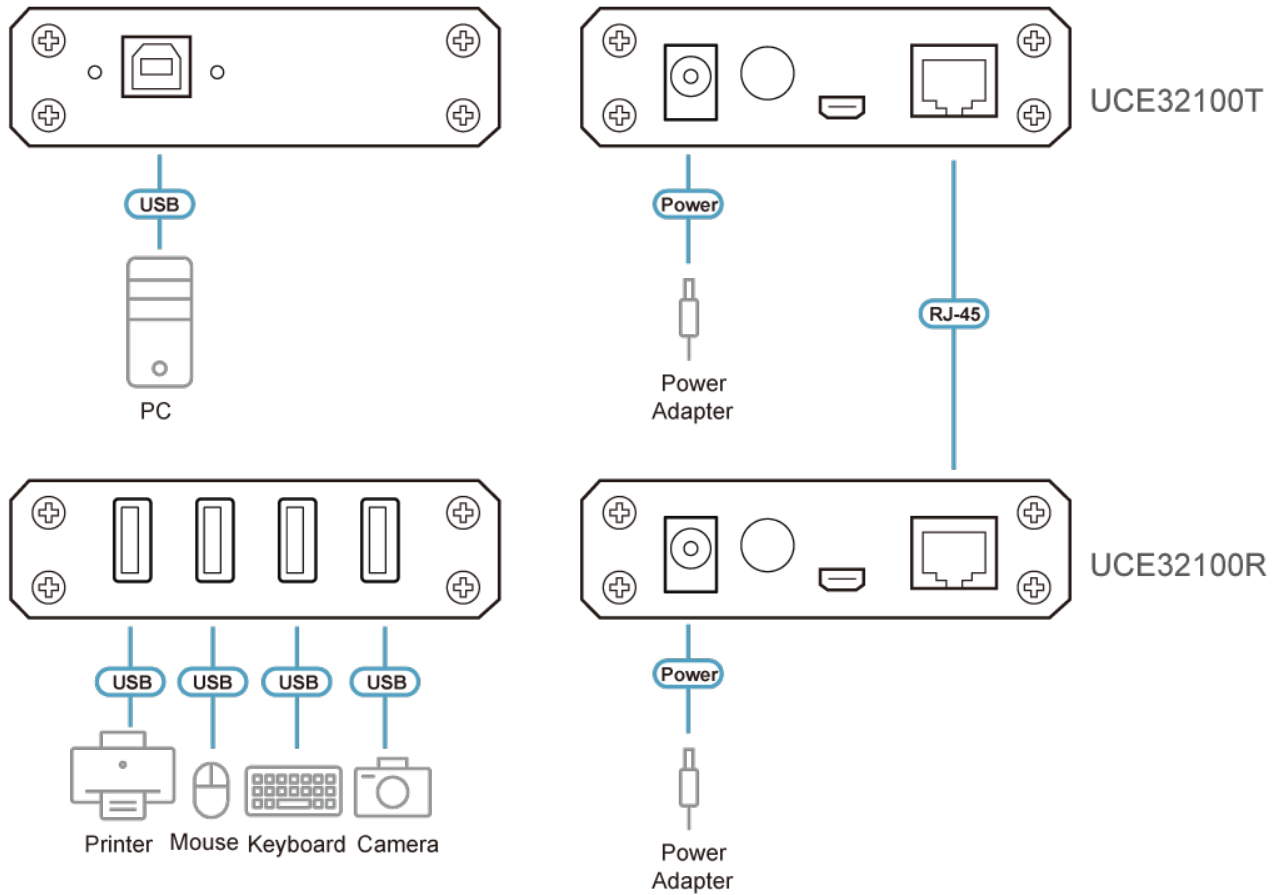 UCE32100T
USB
Power
RJ-45
PC
Power
Adapter
UCE32100R
USB
USB
USB
USB
Power
Printer
Mouse
Keyboard
Camera
Power
Adapter